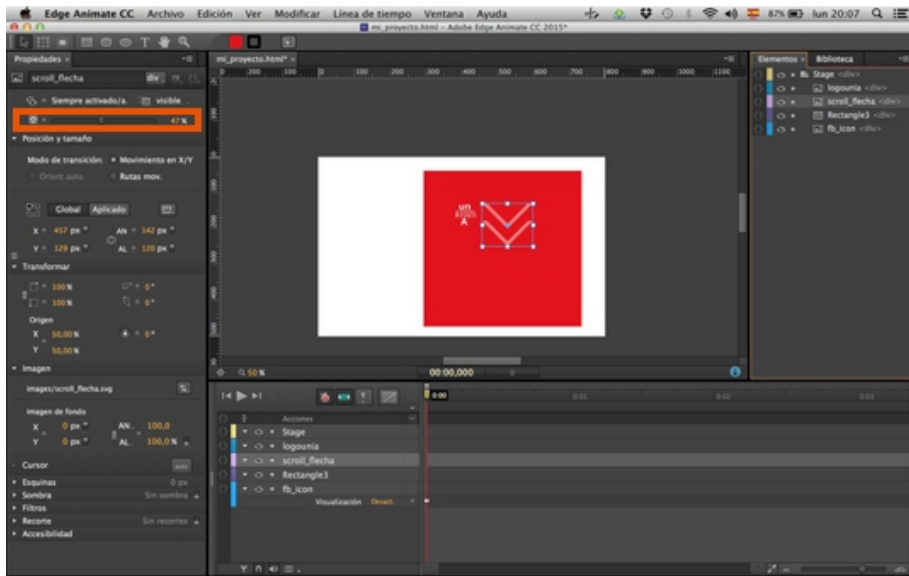 Edge Animate CC Archivo Edición Ver Modificar Línea de tiempo Ventana Ayuda 87% lun 20:07
mi_proyecto.html* – Adobe Edge Animate CC 2015*
T
Propiedades × mi_proyecto.html* × Elementos × Biblioteca
scroll_flecha div
Siempre activado/a. visible
47 %
Posición y tamaño
Modo de transición: Movimiento en X/Y
Orient auto Rutas mov.
Global Aplicado
X 457 px AN 142 px
Y 129 px AL 120 px
Transformar
100 % 0°
100 % 0°
Origen
X 50,00 % 0°
Y 50,00 %
Imagen
images/scroll_flecha.svg
Imagen de fondo
X 0 px AN. 100,0
Y 0 px AL. 100,0 %
Cursor auto
Esquinas 0 px
Sombra Sin sombra
Filtros
Recorte Sin recortes
Accesibilidad
200 100 0 100 200 300 400 500 600 700 800 900 1000 1100
un
A
50 % 00:00,000
Stage <div>
logounia <div>
scroll_flecha <div>
Rectangle3 <div>
fb_icon <div>
0:00 0:01 0:02 0:03
Acciones
Stage
logounia
scroll_flecha
Rectangle3
fb_icon
Visualización Desact.